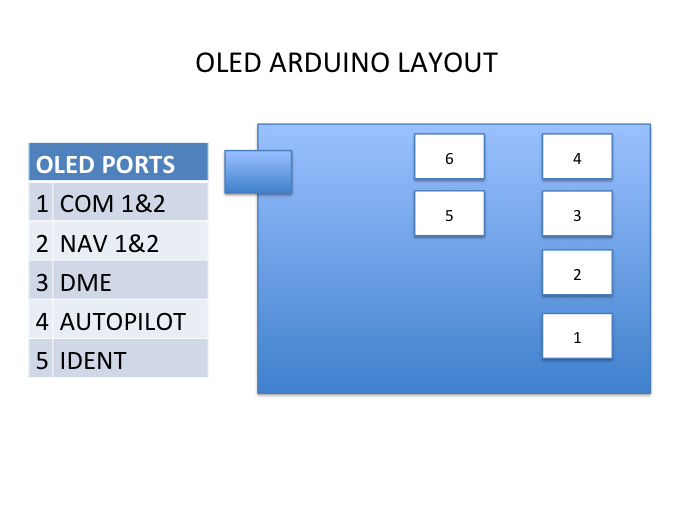 OLED ARDUINO LAYOUT
OLED PORTS
1 COM 1&2
2 NAV 1&2
3 DME
4 AUTOPILOT
5 IDENT
6 4
5 3
2
1